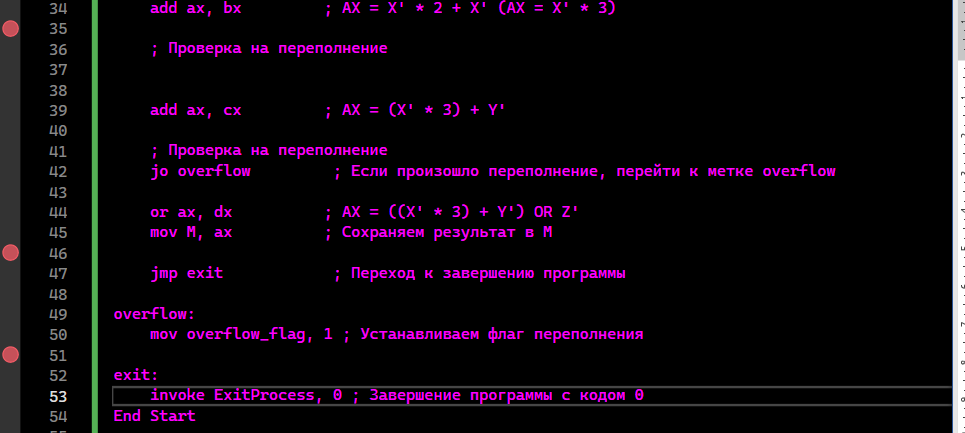 34 add ax, bx ; AX = X' * 2 + X' (AX = X' * 3)
35
36 ; Проверка на переполнение
37
38
39 add ax, cx ; AX = (X' * 3) + Y'
40
41 ; Проверка на переполнение
42 jo overflow ; Если произошло переполнение, перейти к метке overflow
43
44 or ax, dx ; AX = ((X' * 3) + Y') OR Z'
45 mov M, ax ; Сохраняем результат в M
46
47 jmp exit ; Переход к завершению программы
48
49 overflow:
50 mov overflow_flag, 1 ; Устанавливаем флаг переполнения
51
52 exit:
53 invoke ExitProcess, 0 ; Завершение программы с кодом 0
54 End Start